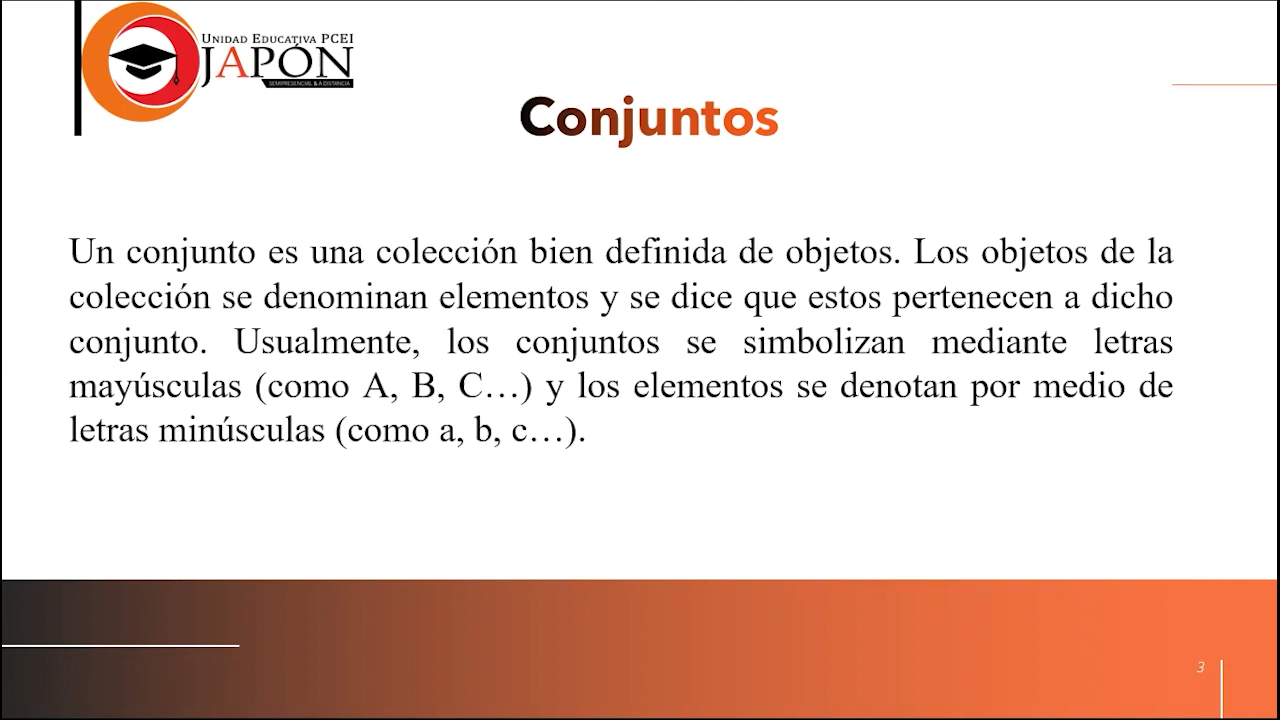 UNIDAD EDUCATIVA PCEI
JAPÓN
SEMIPRESENCIAL & A DISTANCIA
Conjuntos
Un conjunto es una colección bien definida de objetos. Los objetos de la
colección se denominan elementos y se dice que estos pertenecen a dicho
conjunto. Usualmente, los conjuntos se simbolizan mediante letras
mayúsculas (como A, B, C…) y los elementos se denotan por medio de
letras minúsculas (como a, b, c…).
3